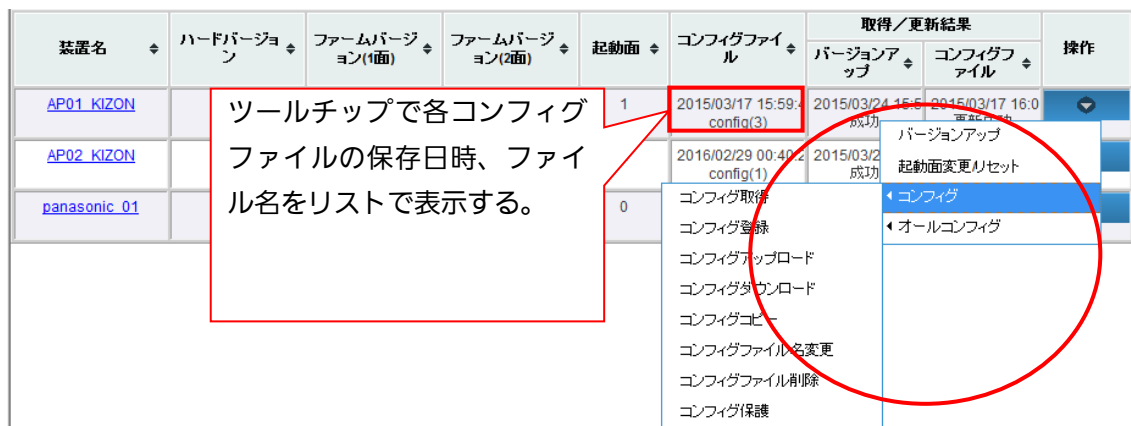 装置名
ハードバージョ
ン
ファームバージ
ョン(1面)
ファームバージ
ョン(2面)
起動面
コンフィグファイ
ル
取得／更新結果
バージョンア
ップ
コンフィグフ
ァイル
操作
AP01_KIZON
1
2015/03/17 15:59:4
config(3)
2015/03/24 15:5
成功
2015/03/17 16:0
更新成功
AP02_KIZON
2016/02/29 00:40:2
config(1)
2015/03/2
成功
panasonic_01
0
ツールチップで各コンフィグ
ファイルの保存日時、ファイ
ル名をリストで表示する。
バージョンアップ
起動面変更/リセット
コンフィグ
オールコンフィグ
コンフィグ取得
コンフィグ登録
コンフィグアップロード
コンフィグダウンロード
コンフィグコピー
コンフィグファイル名変更
コンフィグファイル削除
コンフィグ保護